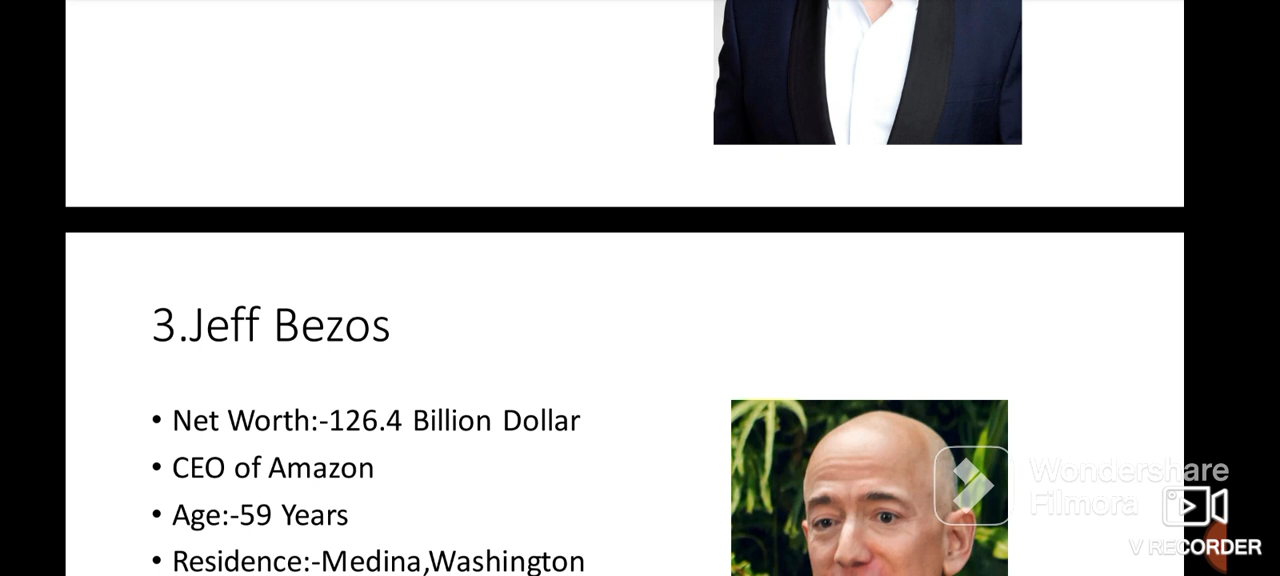 3.Jeff Bezos
• Net Worth:-126.4 Billion Dollar
• CEO of Amazon
• Age:-59 Years
• Residence:-Medina,Washington
Wondershare
Filmora
V RECORDER